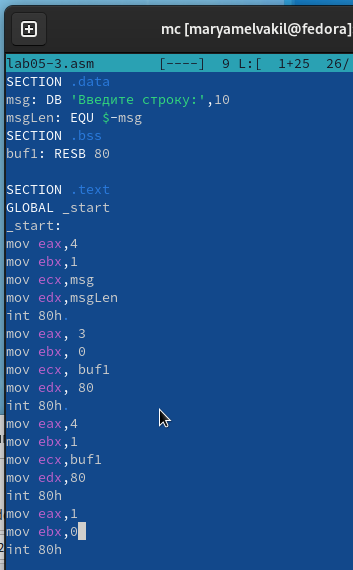 mc [maryamelvakil@fedora]
lab05-3.asm [----] 9 L:[ 1+25 26/
SECTION .data
msg: DB 'Введите строку:',10
msgLen: EQU $-msg
SECTION .bss
buf1: RESB 80
SECTION .text
GLOBAL _start
_start:
mov eax,4
mov ebx,1
mov ecx,msg
mov edx,msgLen
int 80h
mov eax, 3
mov ebx, 0
mov ecx, buf1
mov edx, 80
int 80h
mov eax,4
mov ebx,1
mov ecx,buf1
mov edx,80
int 80h
mov eax,1
mov ebx,0
int 80h